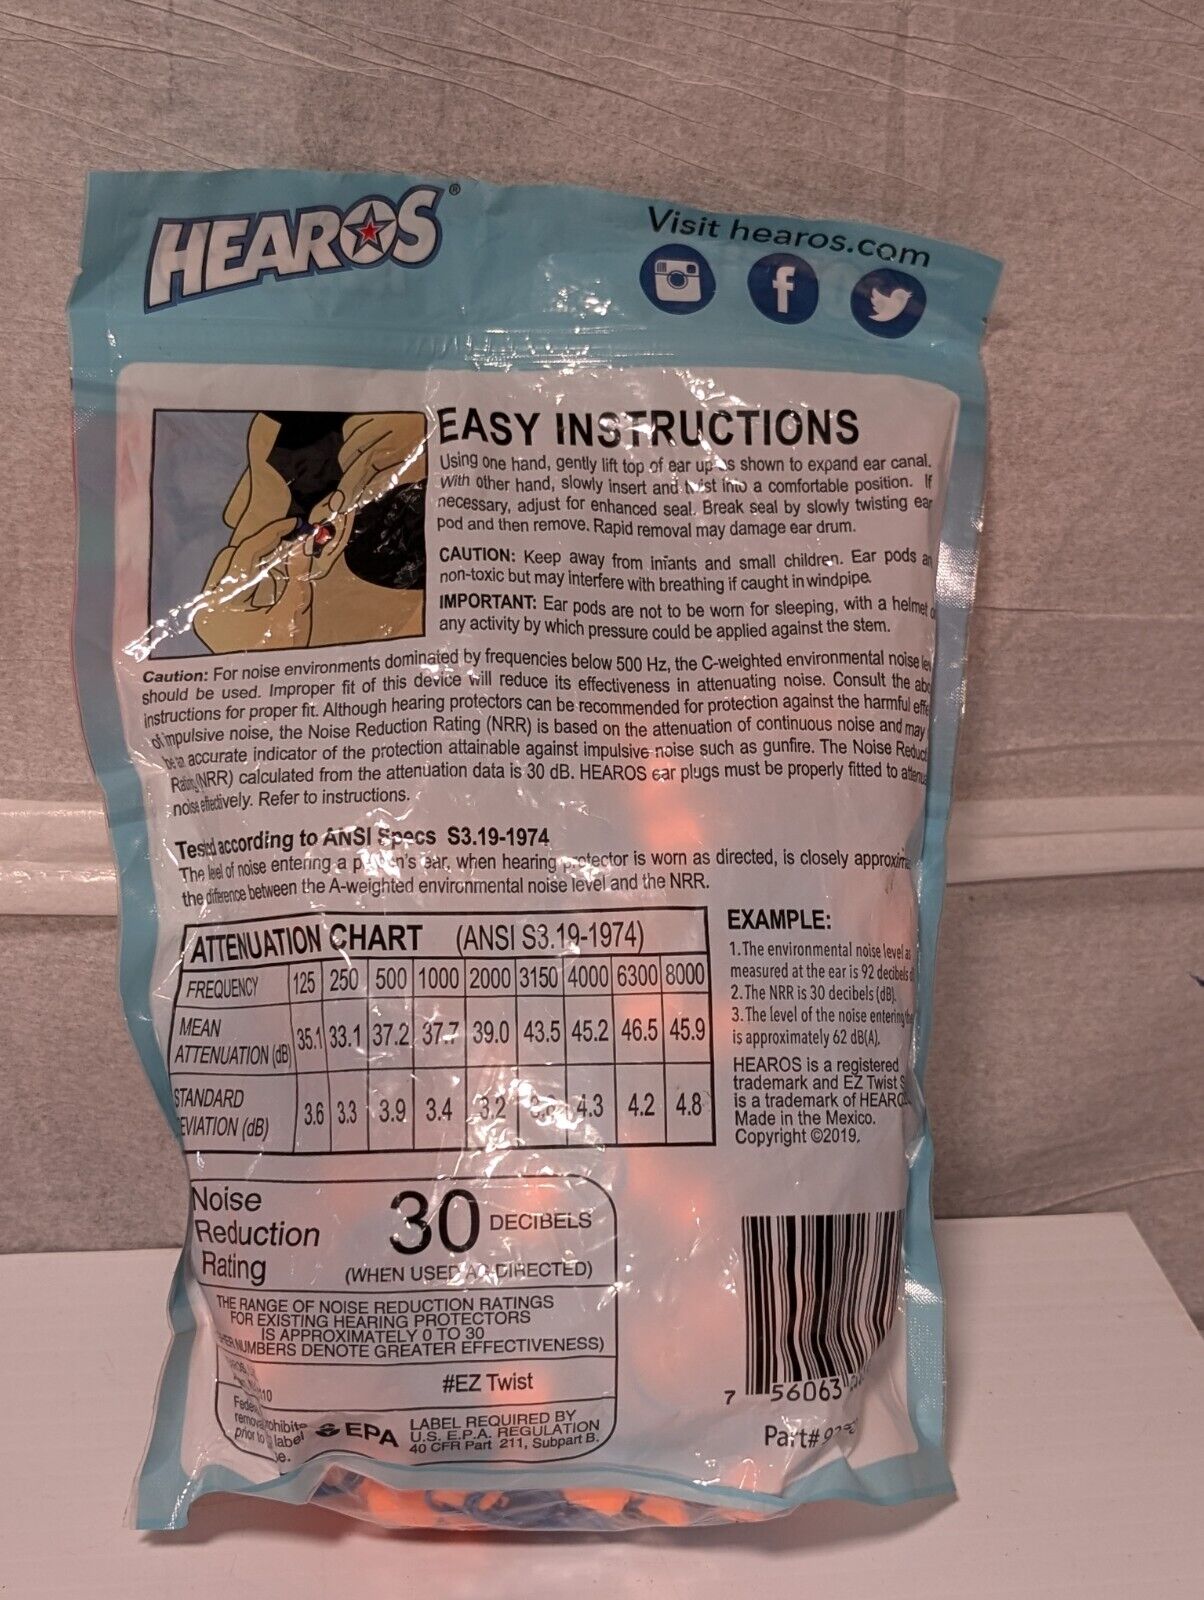 HEAROS®
Visit hearos.com
EASY INSTRUCTIONS
Using one hand, gently lift top of ear up as shown to expand ear canal.
With other hand, slowly insert and twist into a comfortable position. If
necessary, adjust for enhanced seal. Break seal by slowly twisting ear
pod and then remove. Rapid removal may damage ear drum.
CAUTION: Keep away from infants and small children. Ear pods
non-toxic but may interfere with breathing if caught in windpipe.
IMPORTANT: Ear pods are not to be worn for sleeping, with a helmet
any activity by which pressure could be applied against the stem.
Caution: For noise environments dominated by frequencies below 500 Hz, the C-weighted environmental noise
should be used. Improper fit of this device will reduce its effectiveness in attenuating noise. Consult the
instructions for proper fit. Although hearing protectors can be recommended for protection against the harmful
of impulsive noise, the Noise Reduction Rating (NRR) is based on the attenuation of continuous noise and may
be an accurate indicator of the protection attainable against impulsive noise such as gunfire. The Noise
Rating (NRR) calculated from the attenuation data is 30 dB. HEAROS ear plugs must be properly fitted to
noise effectively. Refer to instructions.
Tested according to ANSI Specs S3.19-1974
The level of noise entering a person's ear, when hearing protector is worn as directed, is closely
the difference between the A-weighted environmental noise level and the NRR.
ATTENUATION CHART (ANSI S3.19-1974)
FREQUENCY 125 250 500 1000 2000 3150 4000 6300 8000
MEAN
ATTENUATION (dB) 35.1 33.1 37.2 37.7 39.0 43.5 45.2 46.5 45.9
STANDARD
EVIATION (dB) 3.6 3.3 3.9 3.4 3.2 4.3 4.2 4.8
EXAMPLE:
1. The environmental noise level as
measured at the ear is 92 decibels
2. The NRR is 30 decibels (dB).
3. The level of the noise entering the
is approximately 62 dB(A).
HEAROS is a registered
trademark and EZ Twist
is a trademark of
Made in the Mexico.
Copyright ©2019.
Noise
Reduction
Rating
30 DECIBELS
(WHEN USED AS DIRECTED)
THE RANGE OF NOISE REDUCTION RATINGS
FOR EXISTING HEARING PROTECTORS
IS APPROXIMATELY 0 TO 30
NUMBERS DENOTE GREATER EFFECTIVENESS)
#EZ Twist
prior to
label
EPA
LABEL REQUIRED BY
U.S. E.P.A. REGULATION
40 CFR Part 211, Subpart B.
7 56063
Part#